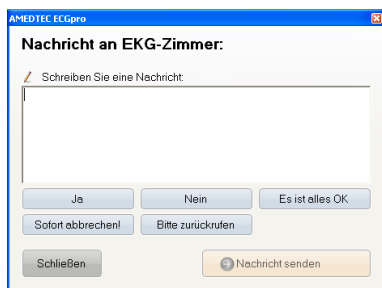 AMEDTEC ECGpro
Nachricht an EKG-Zimmer:
Schreiben Sie eine Nachricht:
Ja Nein Es ist alles OK
Sofort abbrechen! Bitte zurückrufen
Schließen Nachricht senden